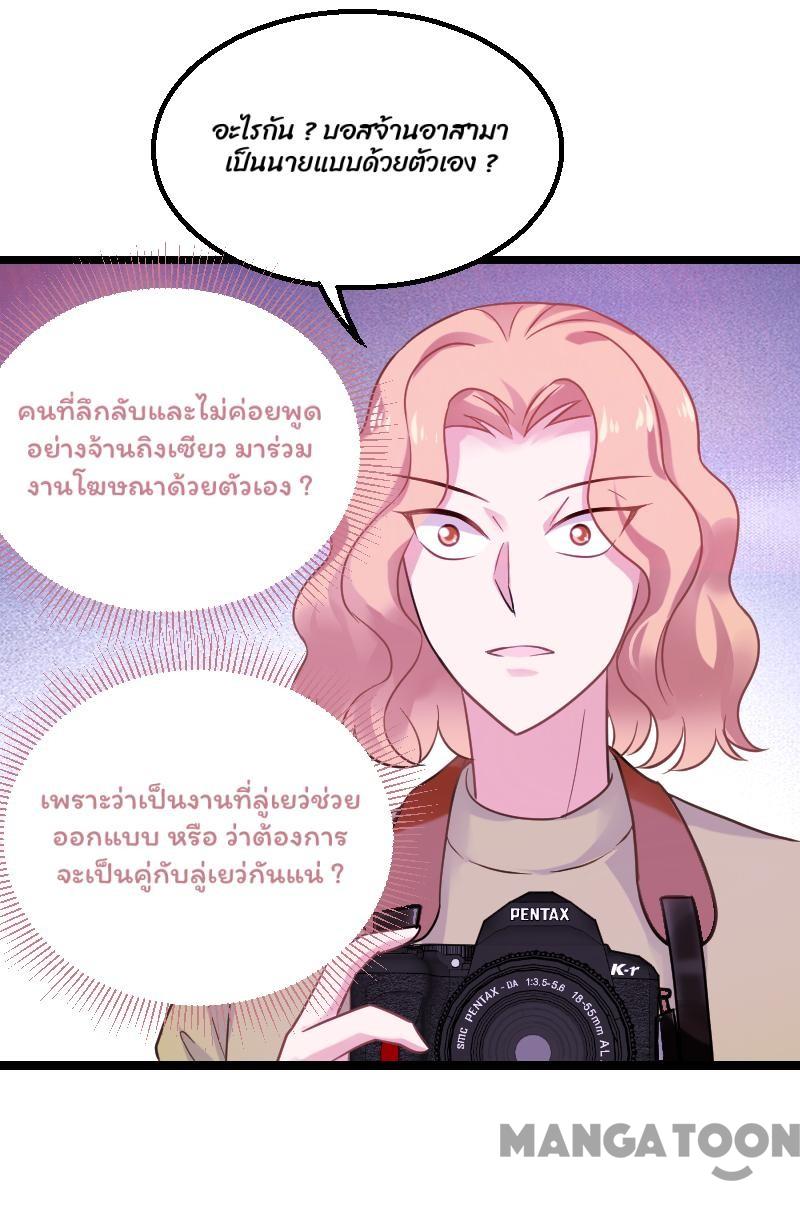 อะไรกัน ? บอสจ้านอาสามา
เป็นนายแบบด้วยตัวเอง ?
คนที่ลึกลับและไม่ค่อยพูด
อย่างจ้านถิงเซียว มาร่วม
งานโฆษณาด้วยตัวเอง ?
เพราะว่าเป็นงานที่ลู่เยว่ช่วย
ออกแบบ หรือ ว่าต้องการ
จะเป็นคู่กับลู่เยว่กันแน่ ?
PENTAX
K-r
smc PENTAX-DA 1:3.5-5.6 18-55mm AL
MANGATOON